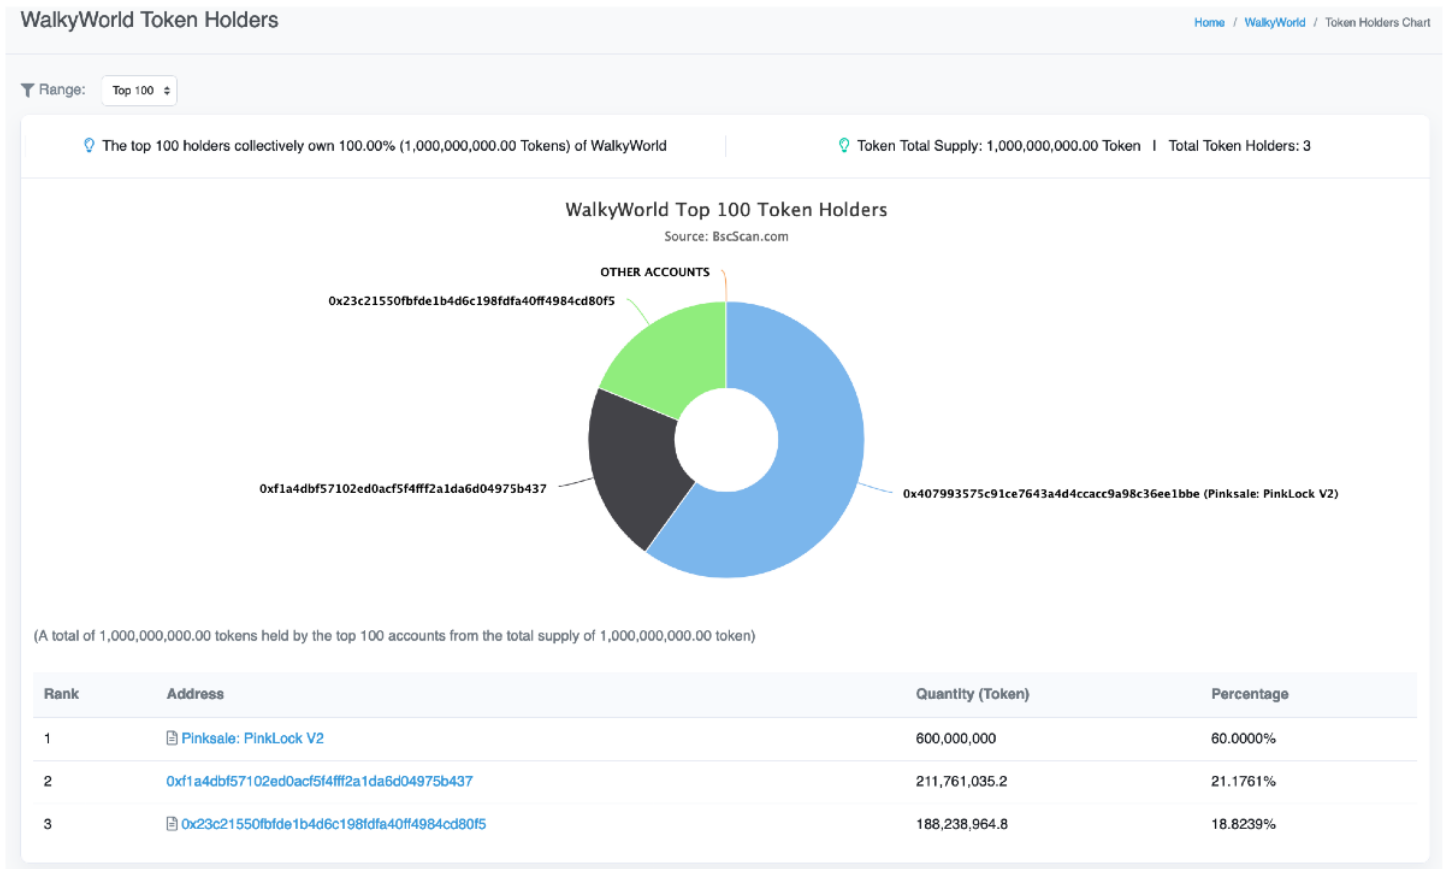 WalkyWorld Token Holders
Home / WalkyWorld / Token Holders Chart
Range: Top 100
The top 100 holders collectively own 100.00% (1,000,000,000.00 Tokens) of WalkyWorld
Token Total Supply: 1,000,000,000.00 Token | Total Token Holders: 3
WalkyWorld Top 100 Token Holders
Source: BscScan.com
OTHER ACCOUNTS
0x23c21550fbfde1b4d6c198fdfa40ff4984cd80f5
0xf1a4dbf57102ed0acf5f4fff2a1da6d04975b437
0x407993575c91ce7643a4d4ccacc9a98c36ee1bbe (Pinksale: PinkLock V2)
(A total of 1,000,000,000.00 tokens held by the top 100 accounts from the total supply of 1,000,000,000.00 token)
Rank Address Quantity (Token) Percentage
1 Pinksale: PinkLock V2 600,000,000 60.0000%
2 0xf1a4dbf57102ed0acf5f4fff2a1da6d04975b437 211,761,035.2 21.1761%
3 0x23c21550fbfde1b4d6c198fdfa40ff4984cd80f5 188,238,964.8 18.8239%